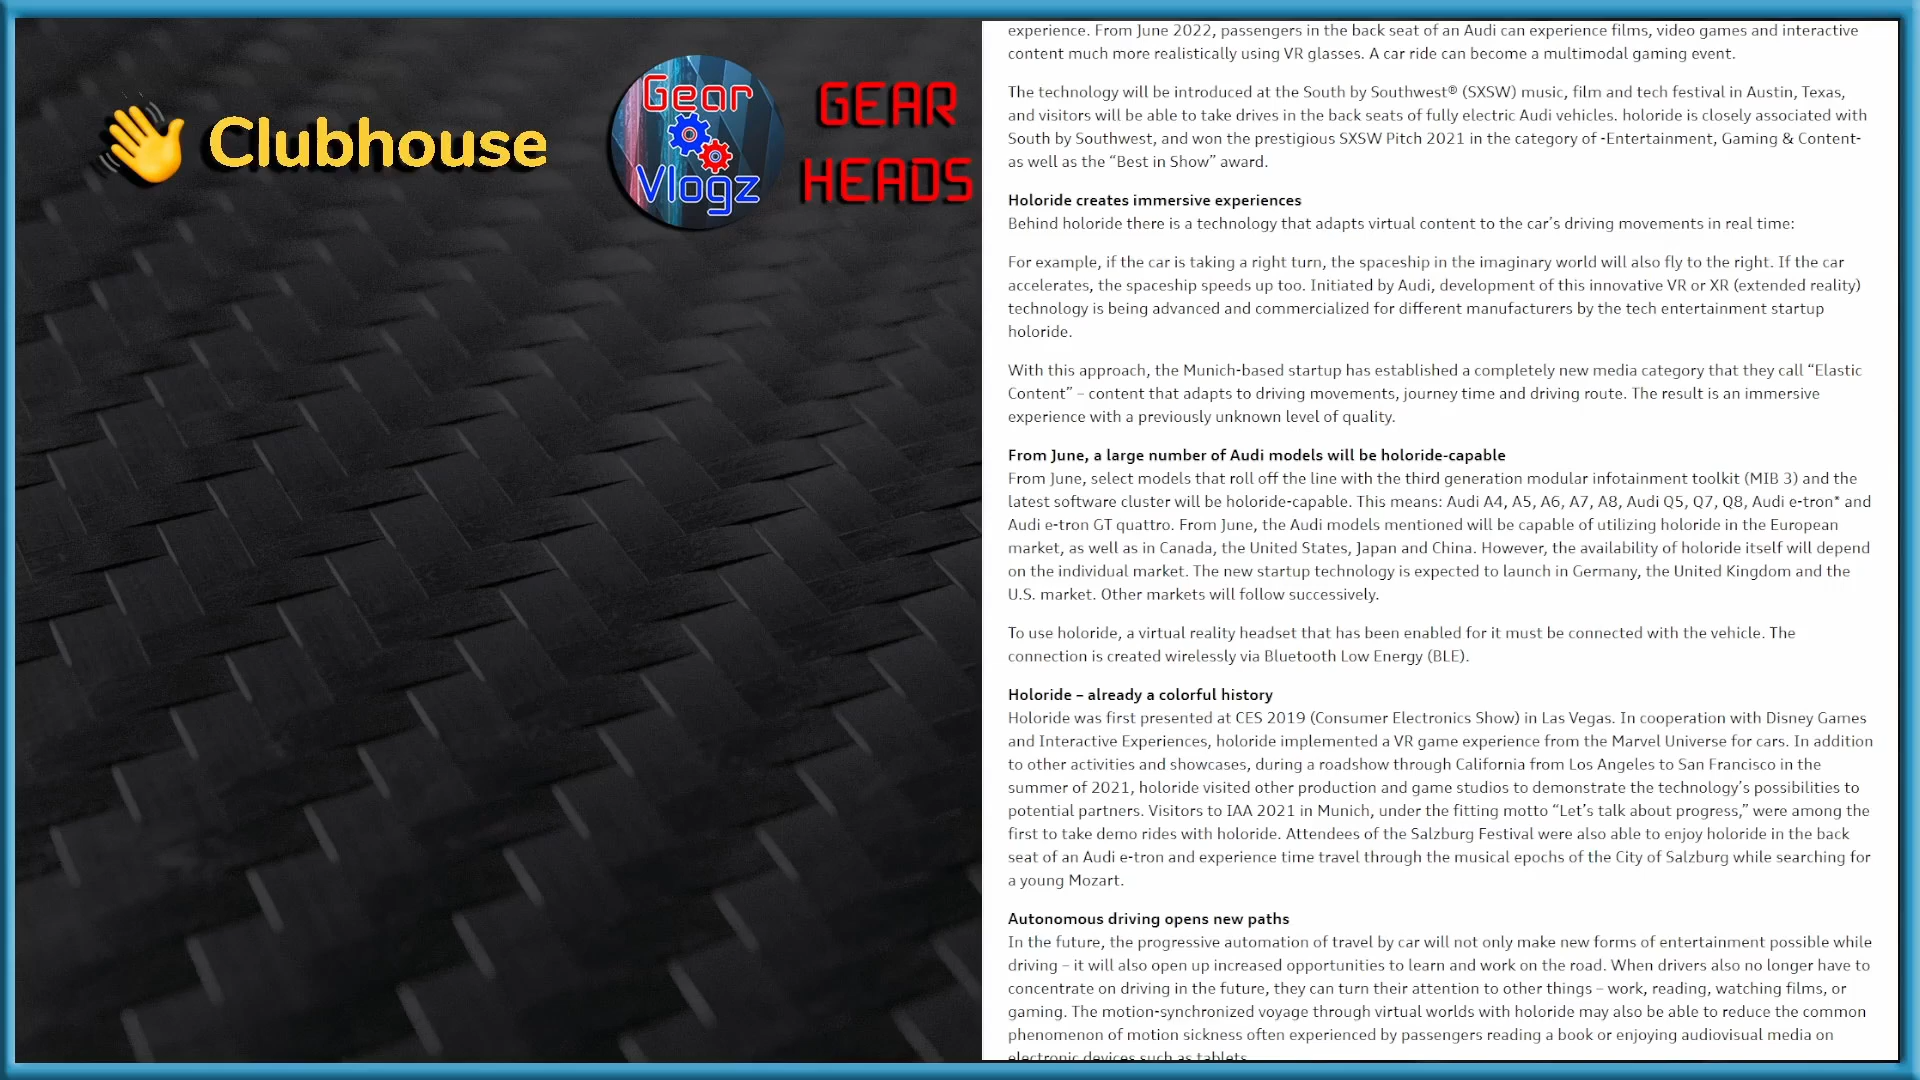 Clubhouse
Gear
Vlogz
GEAR
HEADS
experience. From June 2022, passengers in the back seat of an Audi can experience films, video games and interactive
content much more realistically using VR glasses. A car ride can become a multimodal gaming event.
The technology will be introduced at the South by Southwest® (SXSW) music, film and tech festival in Austin, Texas,
and visitors will be able to take drives in the back seats of fully electric Audi vehicles. holoride is closely associated with
South by Southwest, and won the prestigious SXSW Pitch 2021 in the category of -Entertainment, Gaming & Content-
as well as the “Best in Show” award.
Holoride creates immersive experiences
Behind holoride there is a technology that adapts virtual content to the car’s driving movements in real time:
For example, if the car is taking a right turn, the spaceship in the imaginary world will also fly to the right. If the car
accelerates, the spaceship speeds up too. Initiated by Audi, development of this innovative VR or XR (extended reality)
technology is being advanced and commercialized for different manufacturers by the tech entertainment startup
holoride.
With this approach, the Munich-based startup has established a completely new media category that they call “Elastic
Content” – content that adapts to driving movements, journey time and driving route. The result is an immersive
experience with a previously unknown level of quality.
From June, a large number of Audi models will be holoride-capable
From June, select models that roll off the line with the third generation modular infotainment toolkit (MIB 3) and the
latest software cluster will be holoride-capable. This means: Audi A4, A5, A6, A7, A8, Audi Q5, Q7, Q8, Audi e-tron* and
Audi e-tron GT quattro. From June, the Audi models mentioned will be capable of utilizing holoride in the European
market, as well as in Canada, the United States, Japan and China. However, the availability of holoride itself will depend
on the individual market. The new startup technology is expected to launch in Germany, the United Kingdom and the
U.S. market. Other markets will follow successively.
To use holoride, a virtual reality headset that has been enabled for it must be connected with the vehicle. The
connection is created wirelessly via Bluetooth Low Energy (BLE).
Holoride – already a colorful history
Holoride was first presented at CES 2019 (Consumer Electronics Show) in Las Vegas. In cooperation with Disney Games
and Interactive Experiences, holoride implemented a VR game experience from the Marvel Universe for cars. In addition
to other activities and showcases, during a roadshow through California from Los Angeles to San Francisco in the
summer of 2021, holoride visited other production and game studios to demonstrate the technology’s possibilities to
potential partners. Visitors to IAA 2021 in Munich, under the fitting motto “Let’s talk about progress,” were among the
first to take demo rides with holoride. Attendees of the Salzburg Festival were also able to enjoy holoride in the back
seat of an Audi e-tron and experience time travel through the musical epochs of the City of Salzburg while searching for
a young Mozart.
Autonomous driving opens new paths
In the future, the progressive automation of travel by car will not only make new forms of entertainment possible while
driving – it will also open up increased opportunities to learn and work on the road. When drivers also no longer have to
concentrate on driving in the future, they can turn their attention to other things – work, reading, watching films, or
gaming. The motion-synchronized voyage through virtual worlds with holoride may also be able to reduce the common
phenomenon of motion sickness often experienced by passengers reading a book or enjoying audiovisual media on
electronic devices such as tablets.